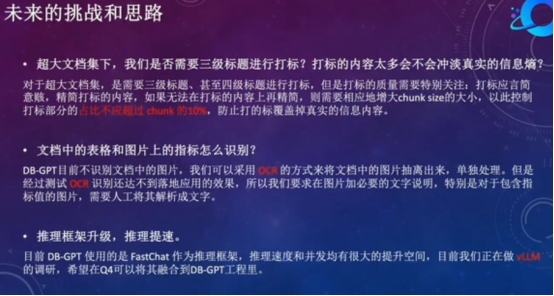 未来的挑战和思路
• 超大文档集下，我们是否需要三级标题进行打标？打标的内容太多会不会冲淡真实的信息熵？
对于超大文档集，是需要三级标题、甚至四级标题进行打标，但是打标的质量需要特别关注：打标应言简
意赅，精简打标的内容，如果无法在打标的内容上再精简，则需要相应地增大chunk size的大小，以此控制
打标部分的占比不应超过 chunk 的10%，防止打的标覆盖掉真实的信息内容。
• 文档中的表格和图片上的指标怎么识别？
DB-GPT目前不识别文档中的图片，我们可以采用 OCR 的方式来将文档中的图片抽离出来，单独处理。但是
经过测试 OCR 识别还达不到落地应用的效果，所以我们要求在图片加必要的文字说明，特别是对于包含指
标值的图片，需要人工将其解析成文字。
• 推理框架升级，推理提速。
目前 DB-GPT 使用的是 FastChat 作为推理框架，推理速度和并发均有很大的提升空间，目前我们正在做 vLLM
的调研，希望在Q4可以将其融合到DB-GPT工程里。